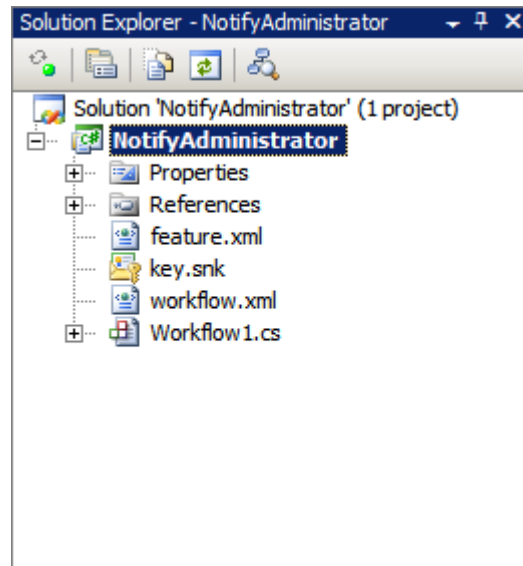 Solution Explorer - NotifyAdministrator
Solution 'NotifyAdministrator' (1 project)
NotifyAdministrator
Properties
References
feature.xml
key.snk
workflow.xml
Workflow1.cs